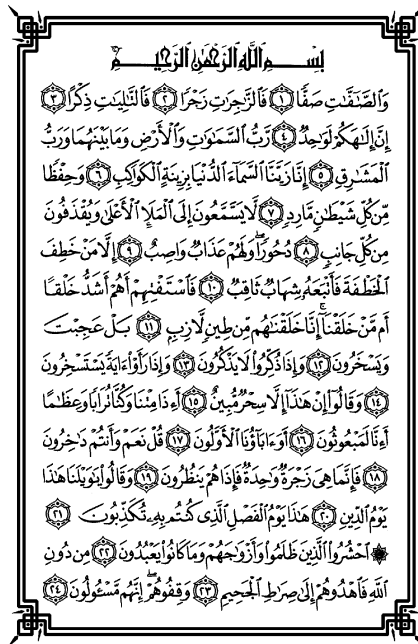 بِسْمِ ٱللَّهِ ٱلرَّحْمَٰنِ ٱلرَّحِيمِ
وَٱلصَّٰٓفَّٰتِ صَفًّا ١ فَٱلزَّٰجِرَٰتِ زَجْرًا ٢ فَٱلتَّٰلِيَٰتِ ذِكْرًا ٣
إِنَّ إِلَٰهَكُمْ لَوَٰحِدٌ ٤ رَّبُّ ٱلسَّمَٰوَٰتِ وَٱلْأَرْضِ وَمَا بَيْنَهُمَا وَرَبُّ
ٱلْمَشَٰرِقِ ٥ إِنَّا زَيَّنَّا ٱلسَّمَآءَ ٱلدُّنْيَا بِزِينَةٍ ٱلْكَوَاكِبِ ٦ وَحِفْظًا
مِّن كُلِّ شَيْطَٰنٍ مَّارِدٍ ٧ لَّا يَسَّمَّعُونَ إِلَى ٱلْمَلَإِ ٱلْأَعْلَىٰ وَيُقْذَفُونَ
مِن كُلِّ جَانِبٍ ٨ دُحُورًا ۖ وَلَهُمْ عَذَابٌ وَاصِبٌ ٩ إِلَّا مَنْ خَطِفَ
ٱلْخَطْفَةَ فَأَتْبَعَهُۥ شِهَابٌ ثَاقِبٌ ١٠ فَٱسْتَفْتِهِمْ أَهُمْ أَشَدُّ خَلْقًا
أَم مَّنْ خَلَقْنَآ ۚ إِنَّا خَلَقْنَٰهُم مِّن طِينٍ لَّازِبٍ ١١ بَلْ عَجِبْتَ
وَيَسْخَرُونَ ١٢ وَإِذَا ذُكِّرُوا۟ لَا يَذْكُرُونَ ١٣ وَإِذَا رَأَوْا۟ ءَايَةً يَسْتَسْخِرُونَ
١٤ وَقَالُوٓا۟ إِنْ هَٰذَآ إِلَّا سِحْرٌ مُّبِينٌ ١٥ أَءِذَا مِتْنَا وَكُنَّا تُرَابًا وَعِظَٰمًا
أَءِنَّا لَمَبْعُوثُونَ ١٦ أَوَءَابَآؤُنَا ٱلْأَوَّلُونَ ١٧ قُلْ نَعَمْ وَأَنتُمْ دَٰخِرُونَ
١٨ فَإِنَّمَا هِىَ زَجْرَةٌ وَٰحِدَةٌ فَإِذَا هُمْ يَنظُرُونَ ١٩ وَقَالُوا۟ يَٰوَيْلَنَا هَٰذَا
يَوْمُ ٱلدِّينِ ٢٠ هَٰذَا يَوْمُ ٱلْفَصْلِ ٱلَّذِى كُنتُم بِهِۦ تُكَذِّبُونَ ٢١
۞ ٱحْشُرُوا۟ ٱلَّذِينَ ظَلَمُوا۟ وَأَزْوَٰجَهُمْ وَمَا كَانُوا۟ يَعْبُدُونَ ٢٢ مِن دُونِ
ٱللَّهِ فَٱهْدُوهُمْ إِلَىٰ صِرَٰطِ ٱلْجَحِيمِ ٢٣ وَقِفُوهُمْ ۖ إِنَّهُم مَّسْـُٔولُونَ ٢٤